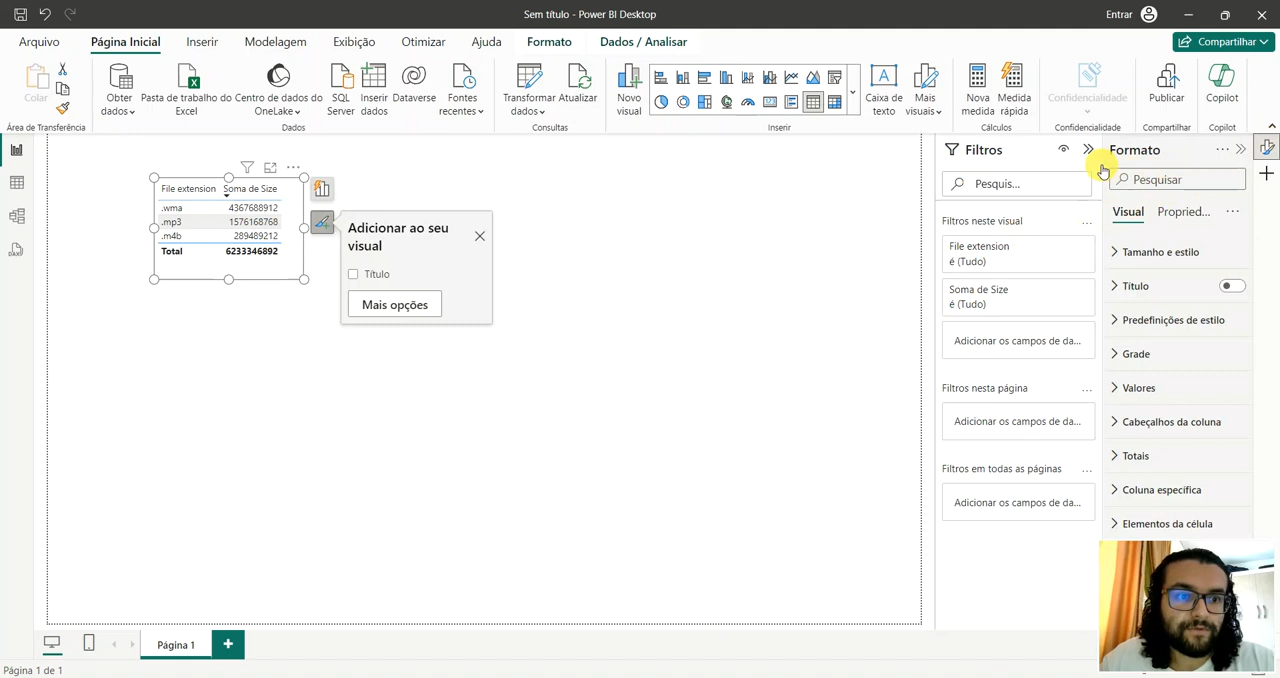 Sem título - Power BI Desktop
Entrar
Arquivo
Página Inicial
Inserir
Modelagem
Exibição
Otimizar
Ajuda
Formato
Dados / Analisar
Compartilhar
Colar
Obter
dados
Pasta de trabalho do
Excel
Centro de dados do
OneLake
SQL
Server
Inserir
dados
Dataverse
Fontes
recentes
Transformar
dados
Atualizar
Novo
visual
Caixa de
texto
Mais
visuais
Nova
medida
Medida
rápida
Confidencialidade
Publicar
Copilot
Área de Transferência
Dados
Consultas
Inserir
Cálculos
Confidencialidade
Compartilhar
Copilot
File extension Soma de Size
.wma 4367688912
.mp3 1576168768
.m4b 289489212
Total 6233346892
Adicionar ao seu
visual
Título
Mais opções
Filtros
Pesquis...
Filtros neste visual ...
File extension
é (Tudo)
Soma de Size
é (Tudo)
Adicionar os campos de da...
Filtros nesta página ...
Adicionar os campos de da...
Filtros em todas as páginas ...
Adicionar os campos de da...
Formato
Pesquisar
Visual
Propried...
Tamanho e estilo
Título
Predefinições de estilo
Grade
Valores
Cabeçalhos da coluna
Totais
Coluna específica
Elementos da célula
Página 1
Página 1 de 1